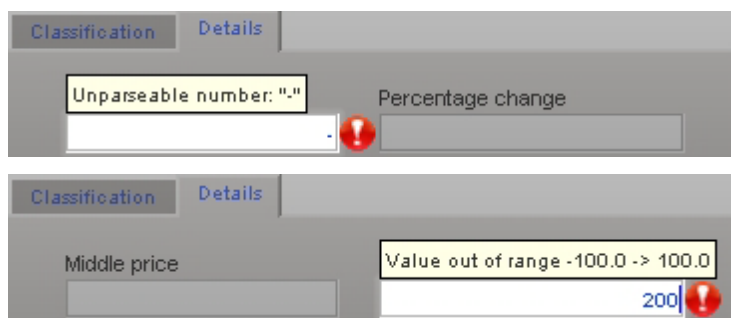 Classification Details
Unparseable number: "-"
Percentage change
-
Classification Details
Middle price
Value out of range -100.0 -> 100.0
200